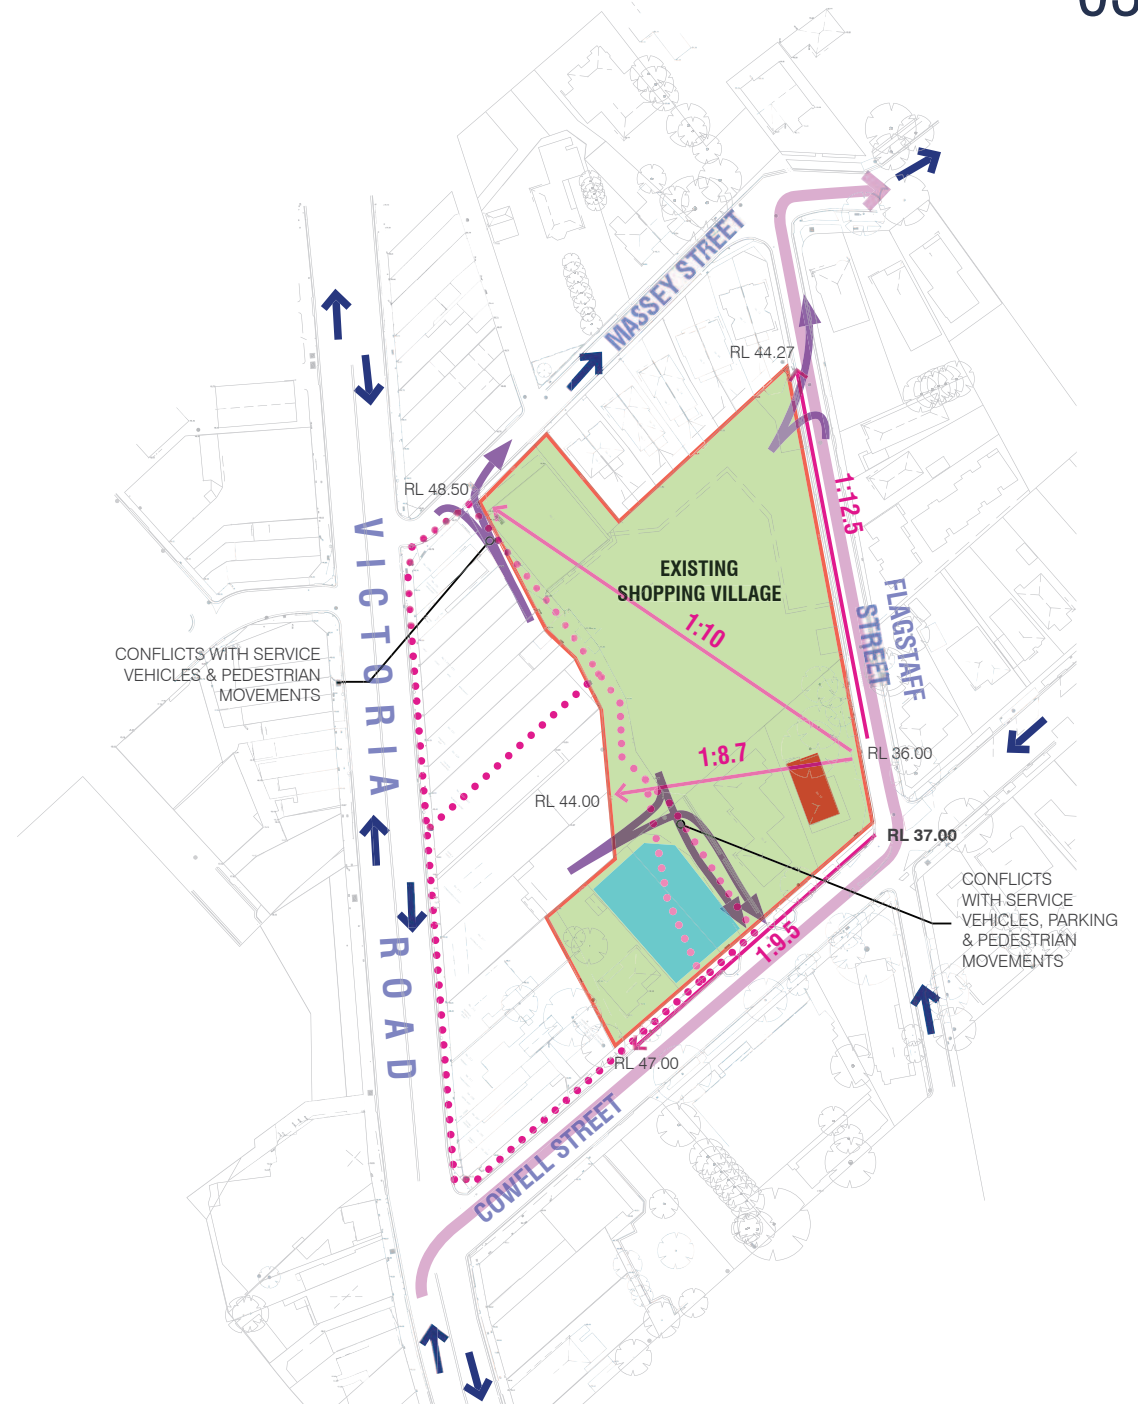 MASSEY STREET
RL 44.27
RL 48.50
1:12.5
VICTORIA
EXISTING
SHOPPING VILLAGE
FLAGSTAFF
STREET
1:10
CONFLICTS WITH SERVICE
VEHICLES & PEDESTRIAN
MOVEMENTS
1:8.7
RL 36.00
RL 44.00
RL 37.00
CONFLICTS
WITH SERVICE
VEHICLES, PARKING
& PEDESTRIAN
MOVEMENTS
1:9.5
ROAD
RL 47.00
COWELL STREET